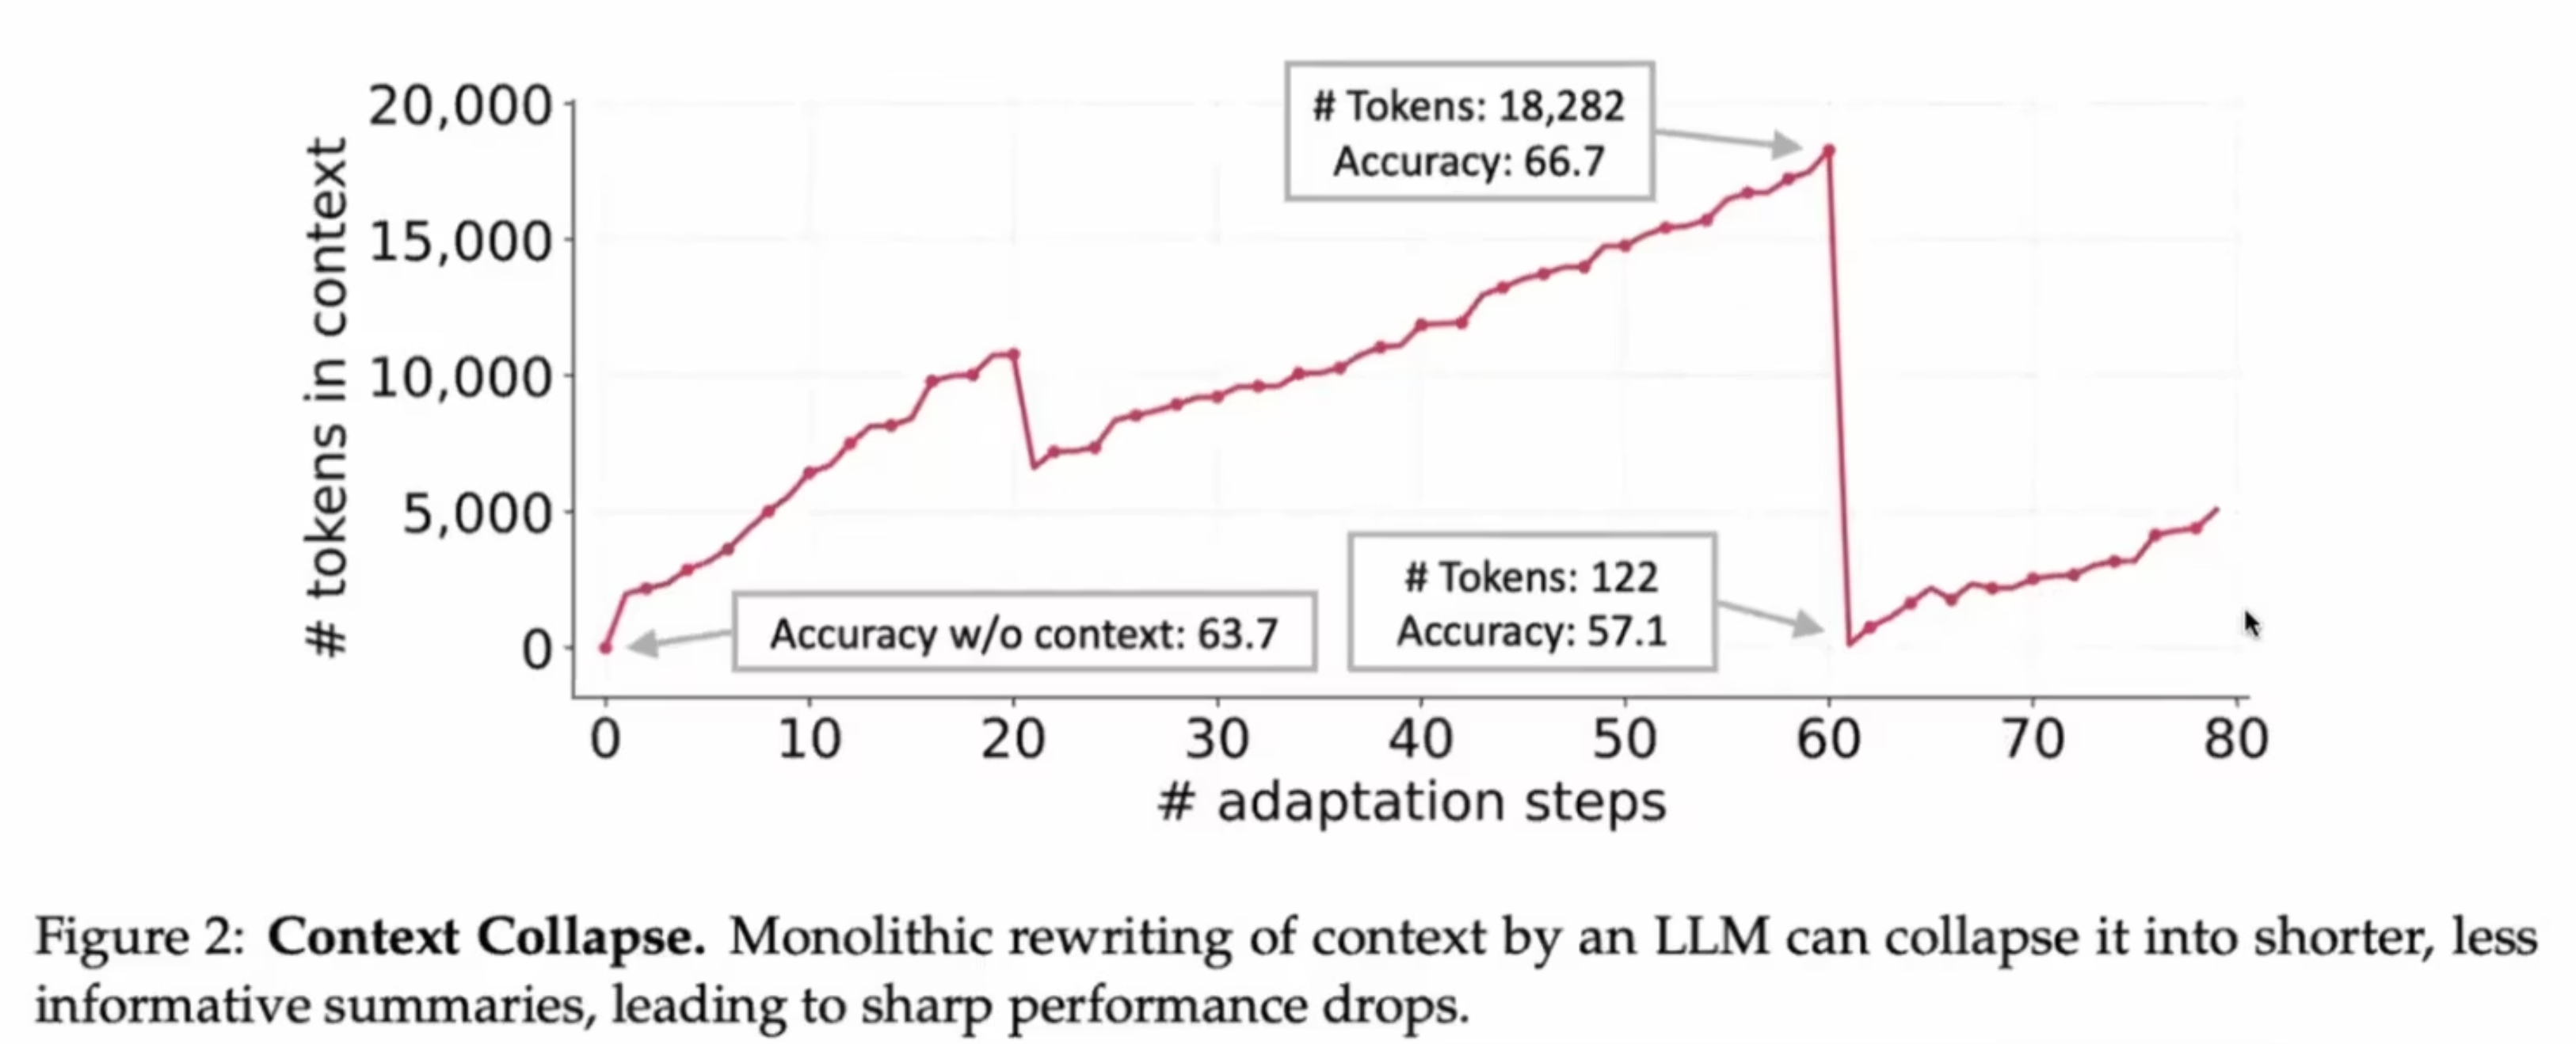 20,000
15,000
10,000
5,000
0
# tokens in context
# Tokens: 18,282
Accuracy: 66.7
# Tokens: 122
Accuracy: 57.1
Accuracy w/o context: 63.7
0 10 20 30 40 50 60 70 80
# adaptation steps
Figure 2: Context Collapse. Monolithic rewriting of context by an LLM can collapse it into shorter, less
informative summaries, leading to sharp performance drops.